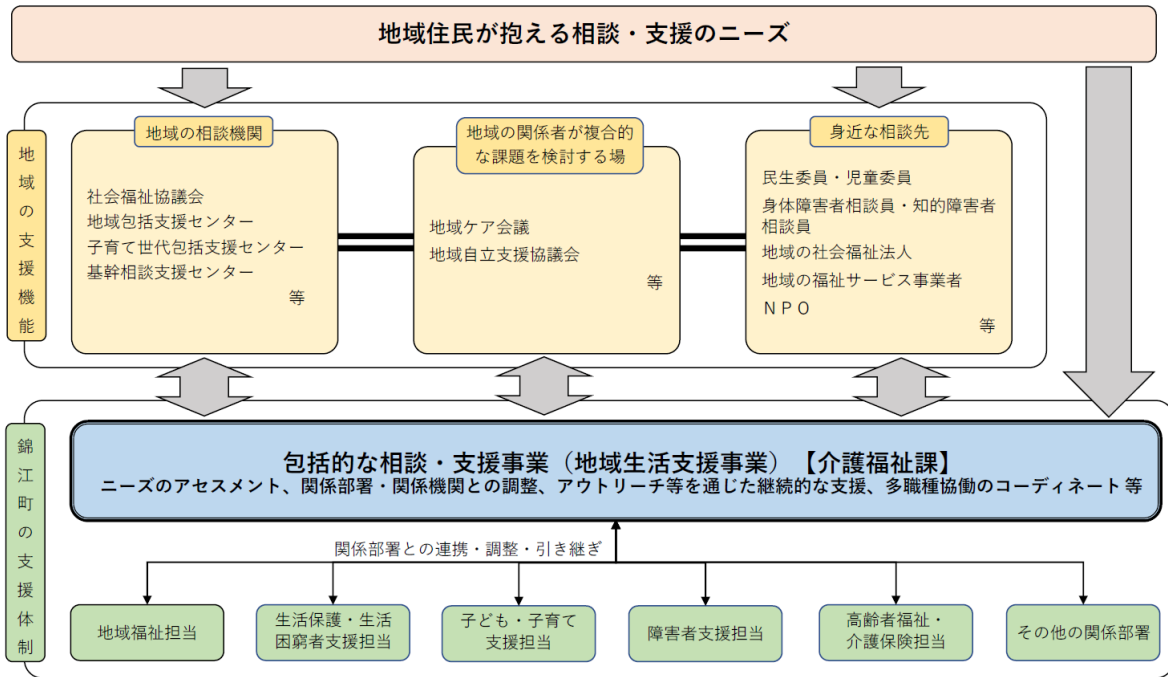 地域住民が抱える相談・支援のニーズ
地域の支援機能
地域の相談機関
社会福祉協議会
地域包括支援センター
子育て世代包括支援センター
基幹相談支援センター
等
地域の関係者が複合的
な課題を検討する場
地域ケア会議
地域自立支援協議会
等
身近な相談先
民生委員・児童委員
身体障害者相談員・知的障害者
相談員
地域の社会福祉法人
地域の福祉サービス事業者
ＮＰＯ
等
錦江町の支援体制
包括的な相談・支援事業（地域生活支援事業）【介護福祉課】
ニーズのアセスメント、関係部署・関係機関との調整、アウトリーチ等を通じた継続的な支援、多職種協働のコーディネート 等
関係部署との連携・調整・引き継ぎ
地域福祉担当
生活保護・生活
困窮者支援担当
子ども・子育て
支援担当
障害者支援担当
高齢者福祉・
介護保険担当
その他の関係部署